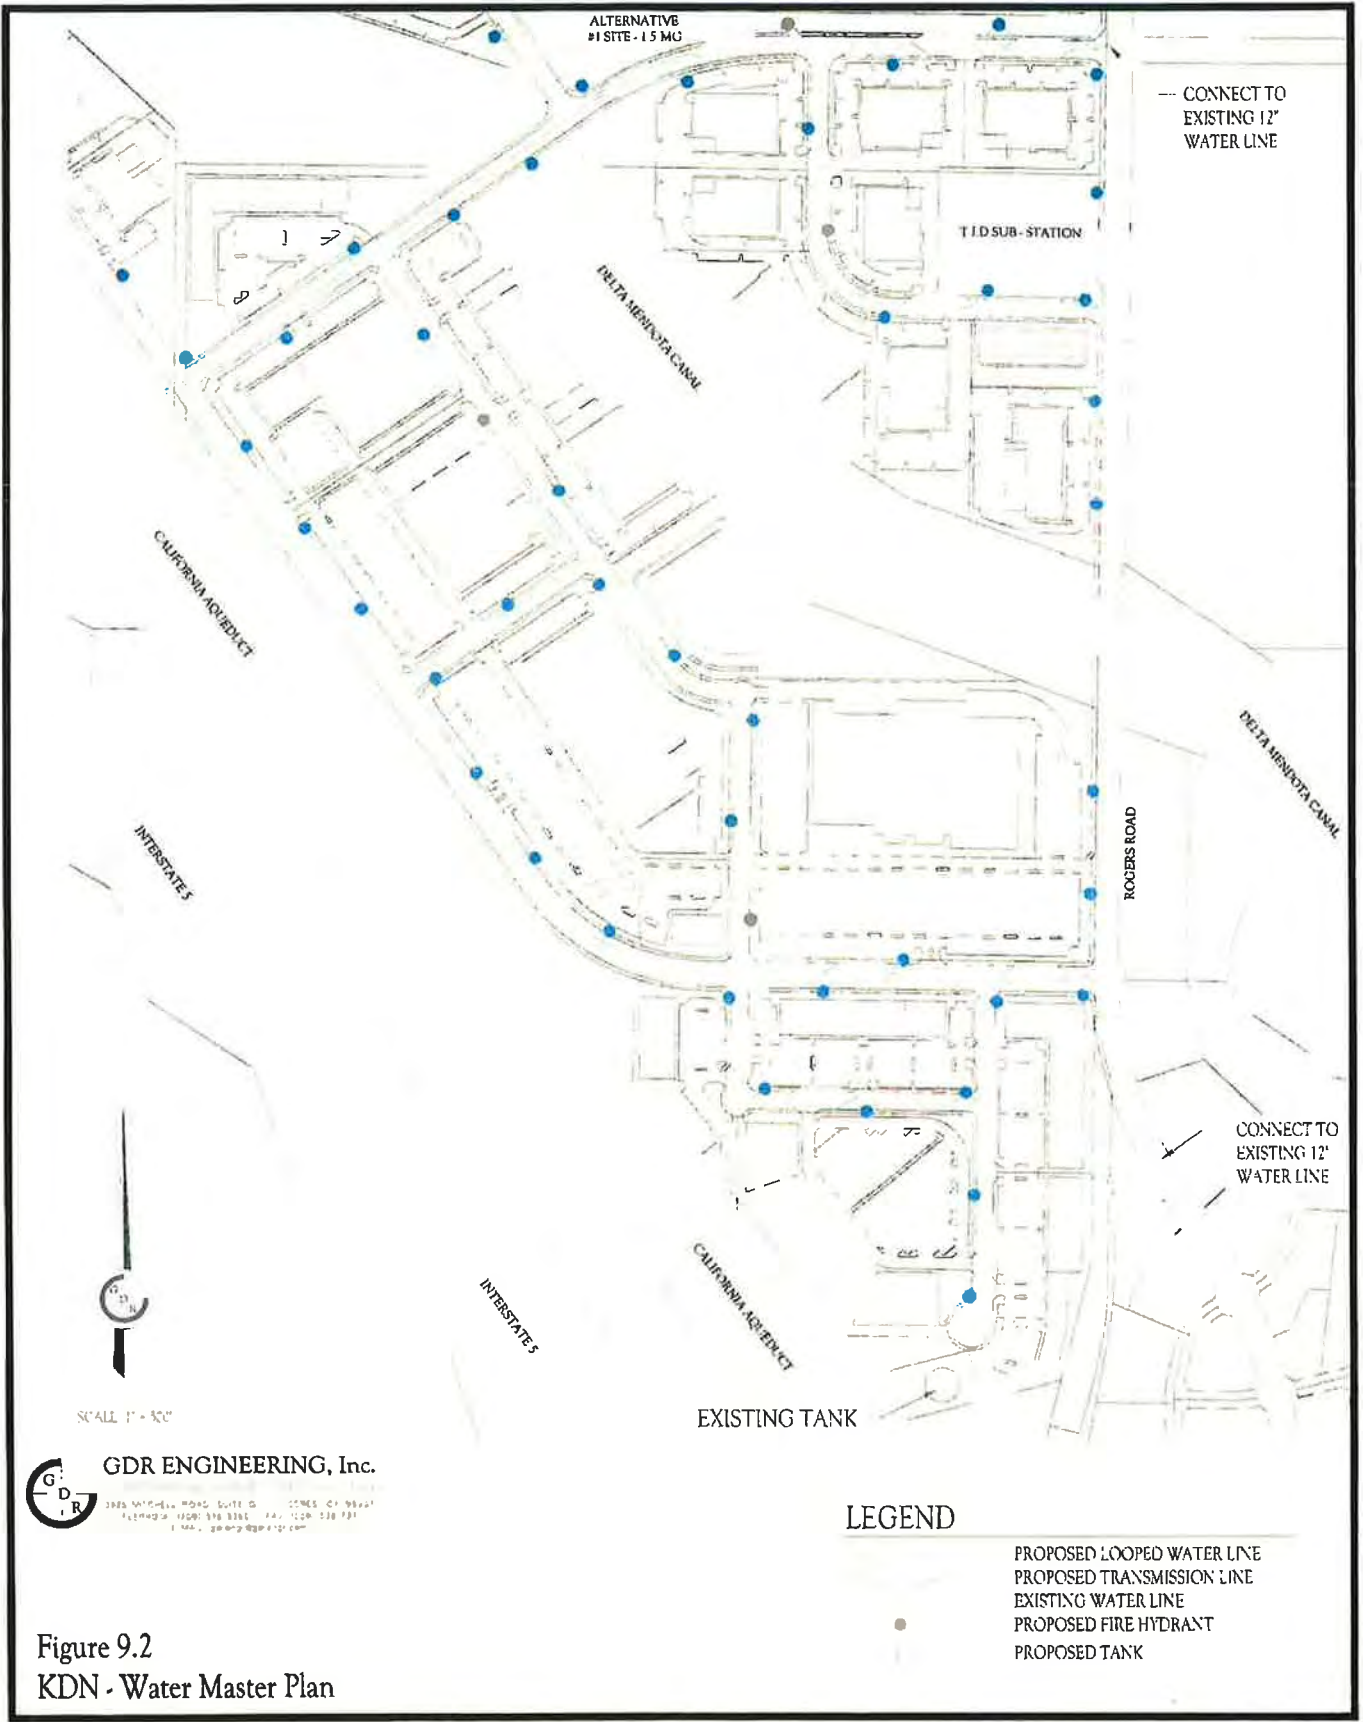 ALTERNATIVE
#1 SITE - 1.5 MG
CONNECT TO
EXISTING 12"
WATER LINE
T.I.D SUB - STATION
DELTA MENDOTA CANAL
CALIFORNIA AQUEDUCT
DELTA MENDOTA CANAL
ROGERS ROAD
INTERSTATE 5
CONNECT TO
EXISTING 12"
WATER LINE
CALIFORNIA AQUEDUCT
INTERSTATE 5
GDR
EXISTING TANK
GDR
GDR ENGINEERING, Inc.
LEGEND
PROPOSED LOOPED WATER LINE
PROPOSED TRANSMISSION LINE
EXISTING WATER LINE
PROPOSED FIRE HYDRANT
PROPOSED TANK
Figure 9.2
KDN - Water Master Plan